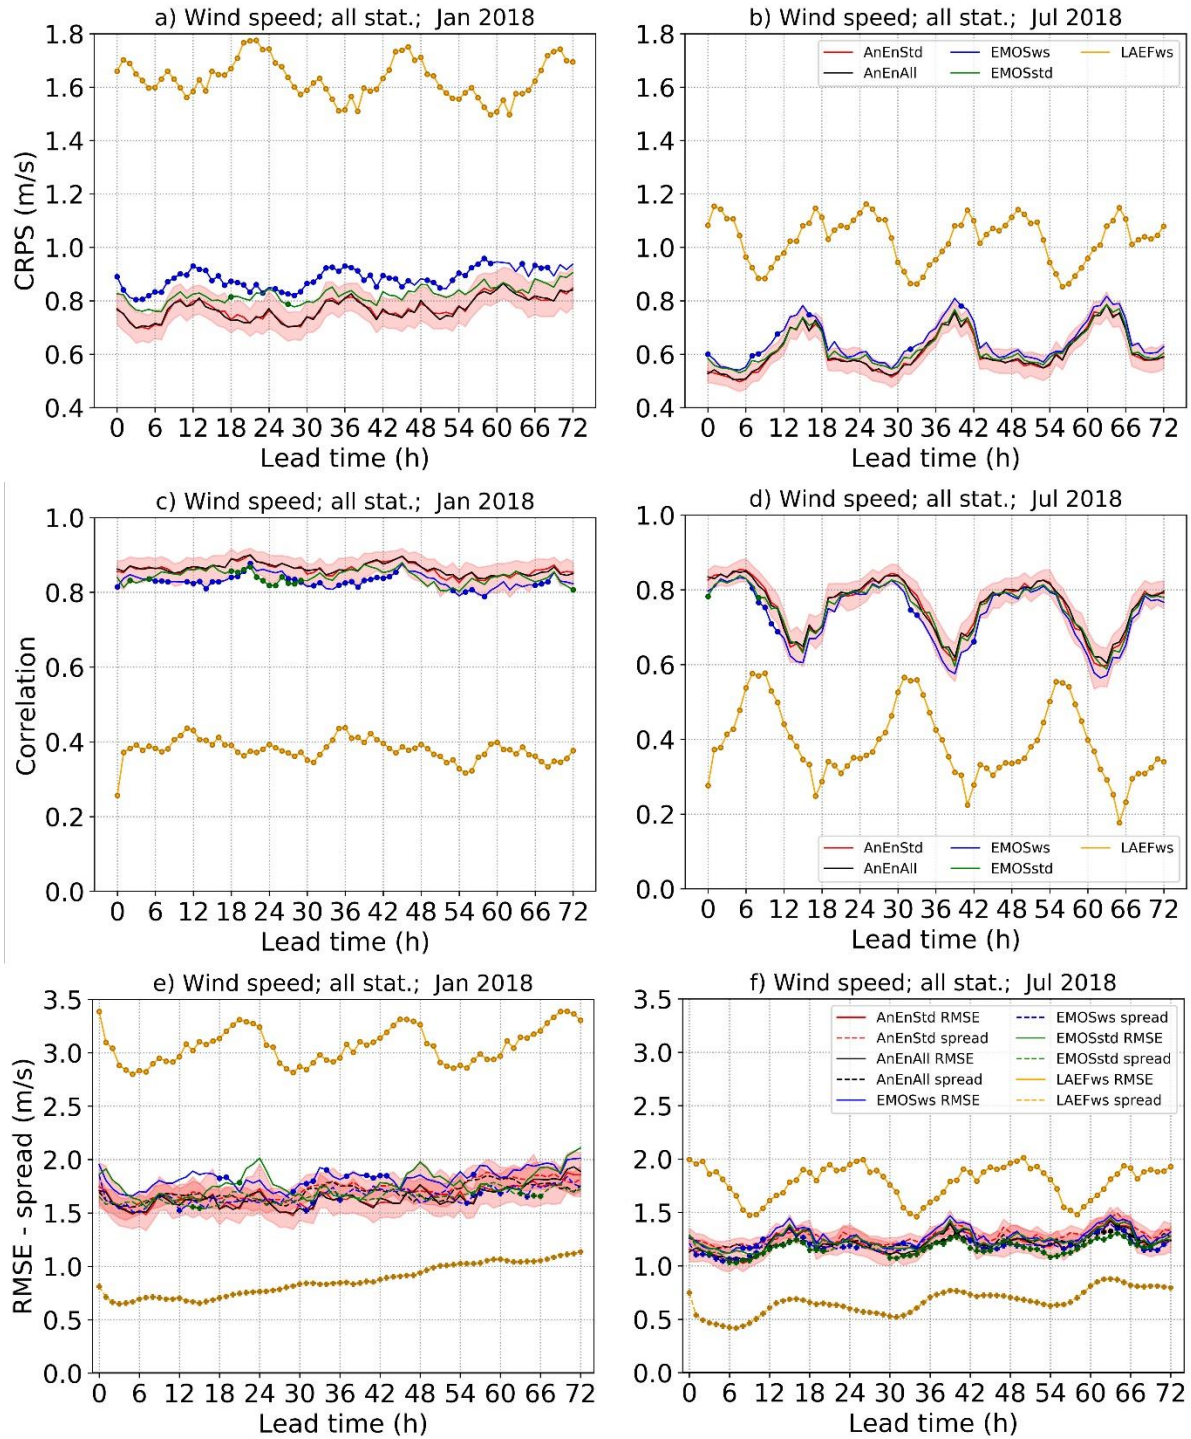 a) Wind speed; all stat.; Jan 2018
1.8
1.6
1.4
1.2
1.0
0.8
0.6
0.4
CRPS (m/s)
0 6 12 18 24 30 36 42 48 54 60 66 72
Lead time (h)
b) Wind speed; all stat.; Jul 2018
AnEnStd EMOSws LAEFws
AnEnAll EMOSstd
1.8
1.6
1.4
1.2
1.0
0.8
0.6
0.4
0 6 12 18 24 30 36 42 48 54 60 66 72
Lead time (h)
c) Wind speed; all stat.; Jan 2018
1.0
0.8
0.6
0.4
0.2
0.0
Correlation
0 6 12 18 24 30 36 42 48 54 60 66 72
Lead time (h)
d) Wind speed; all stat.; Jul 2018
1.0
0.8
0.6
0.4
0.2
0.0
AnEnStd EMOSws LAEFws
AnEnAll EMOSstd
0 6 12 18 24 30 36 42 48 54 60 66 72
Lead time (h)
e) Wind speed; all stat.; Jan 2018
3.5
3.0
2.5
2.0
1.5
1.0
0.5
0.0
RMSE - spread (m/s)
0 6 12 18 24 30 36 42 48 54 60 66 72
Lead time (h)
f) Wind speed; all stat.; Jul 2018
AnEnStd RMSE EMOSws spread
AnEnStd spread EMOSstd RMSE
AnEnAll RMSE EMOSstd spread
AnEnAll spread LAEFws RMSE
EMOSws RMSE LAEFws spread
3.5
3.0
2.5
2.0
1.5
1.0
0.5
0.0
0 6 12 18 24 30 36 42 48 54 60 66 72
Lead time (h)